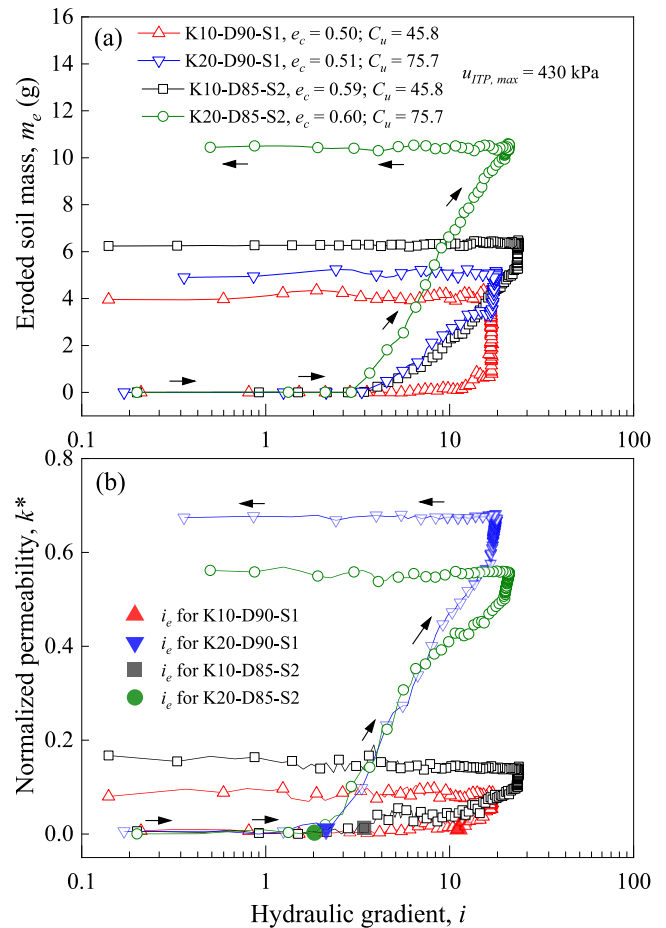 (a)
K10-D90-S1, e_c = 0.50; C_u = 45.8
K20-D90-S1, e_c = 0.51; C_u = 75.7
K10-D85-S2, e_c = 0.59; C_u = 45.8
K20-D85-S2, e_c = 0.60; C_u = 75.7
u_{ITP, max} = 430 kPa
Eroded soil mass, m_e (g)
16
14
12
10
8
6
4
2
0
0.1
1
10
100
(b)
Normalized permeability, k*
0.8
0.6
0.4
0.2
0.0
i_e for K10-D90-S1
i_e for K20-D90-S1
i_e for K10-D85-S2
i_e for K20-D85-S2
0.1
1
10
100
Hydraulic gradient, i